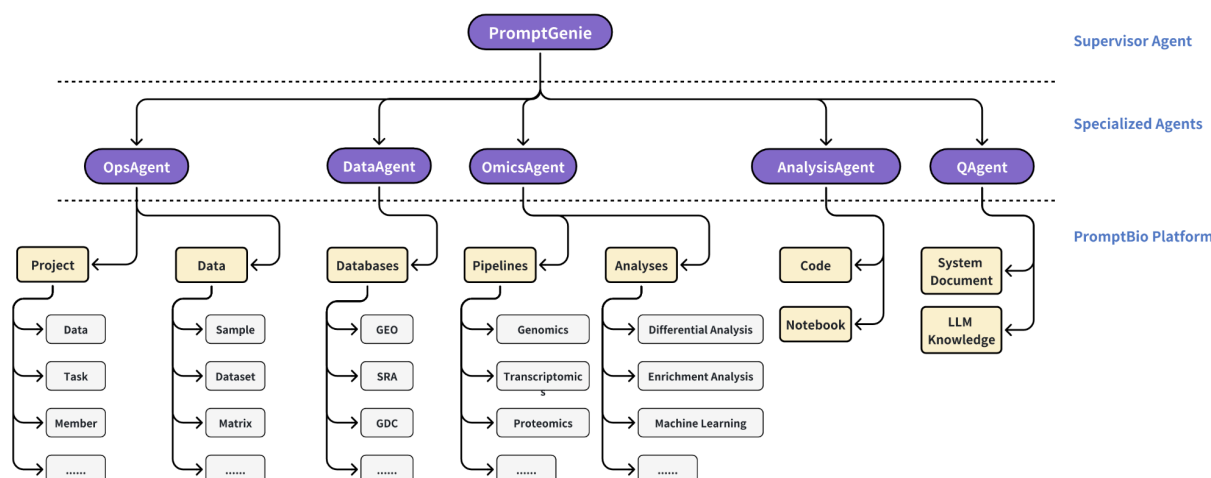 PromptGenie
Supervisor Agent
Specialized Agents
OpsAgent
DataAgent
OmicsAgent
AnalysisAgent
QAgent
PromptBio Platform
Project
Data
Databases
Pipelines
Analyses
Code
System
Document
Data
Sample
GEO
Genomics
Differential Analysis
Notebook
LLM
Knowledge
Task
Dataset
SRA
Transcriptomic
s
Enrichment Analysis
Member
Matrix
GDC
Proteomics
Machine Learning
......
......
......
......
......